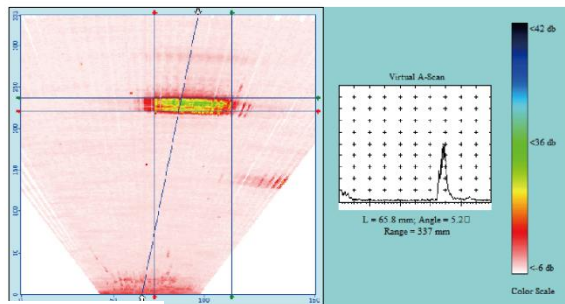 <42 db
Virtual A-Scan
<36 db
L = 65.8 mm; Angle = 5.2▯
Range = 337 mm
<-6 db
Color Scale